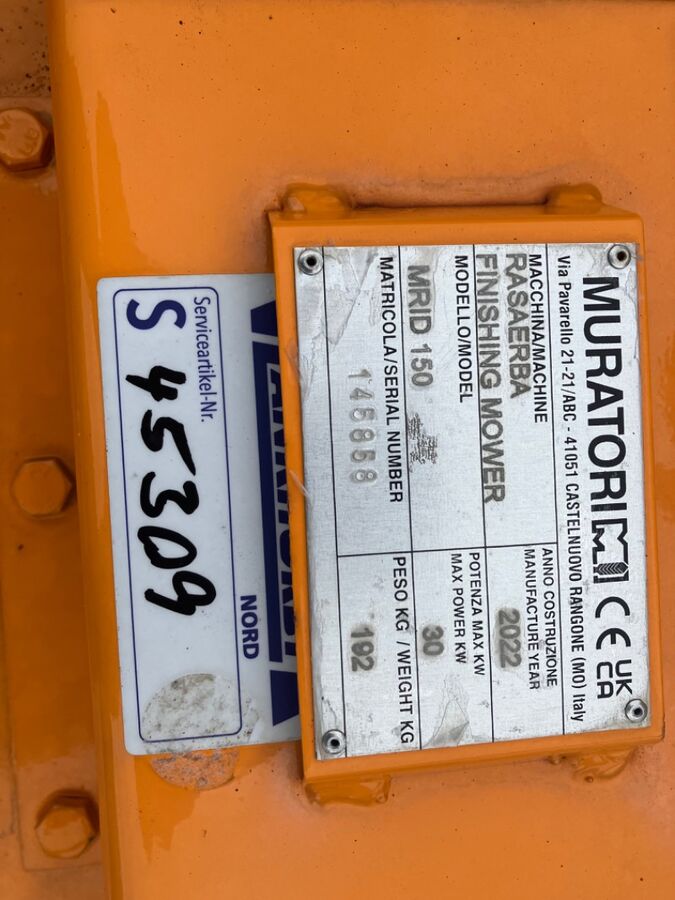 MURATORI M CE UK CA
Via Pavarello 21-21/ABC - 41051 CASTELNUOVO RANGONE (MO) Italy
MACCHINA/MACHINE
RASAERBA
FINISHING MOWER
ANNO COSTRUZIONE
MANUFACTURE YEAR
2022
MODELLO/MODEL
MRID 150
POTENZA MAX KW
MAX POWER KW
30
MATRICOLA/SERIAL NUMBER
145858
PESO KG / WEIGHT KG
192
NORD
Serviceartikel-Nr.
S 45309